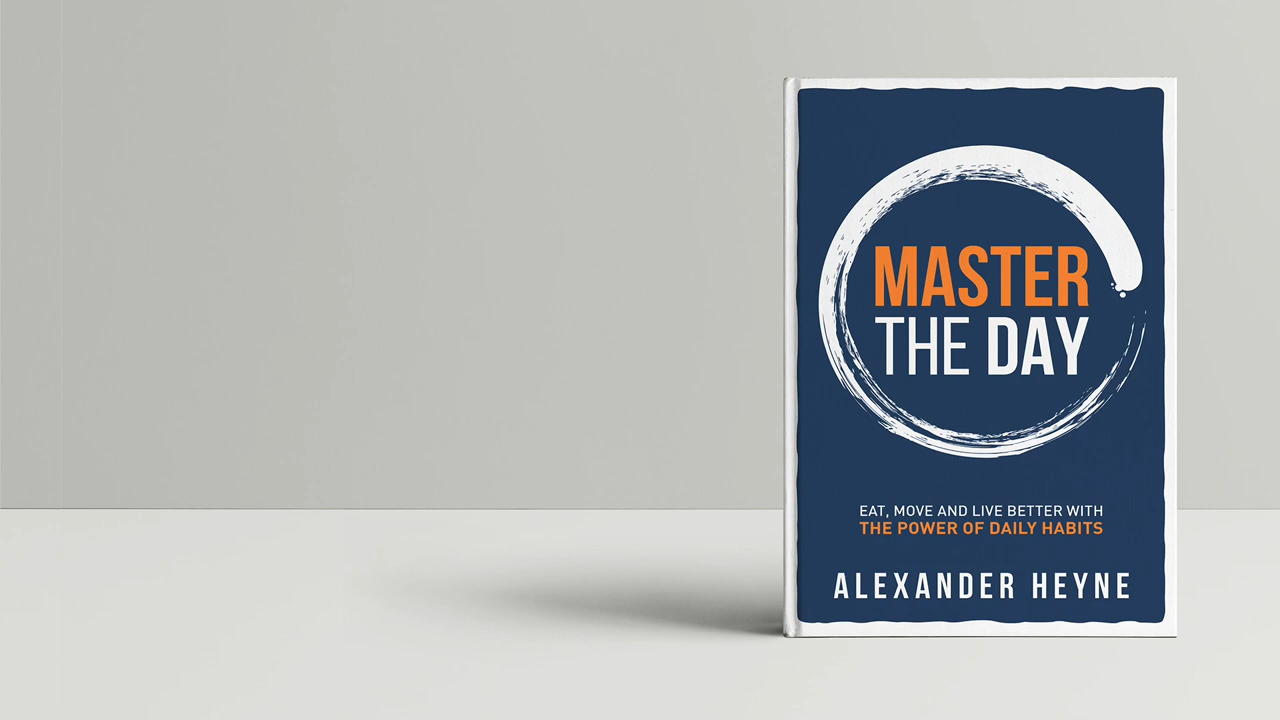 MASTER
THE DAY
EAT, MOVE AND LIVE BETTER WITH
THE POWER OF DAILY HABITS
ALEXANDER HEYNE